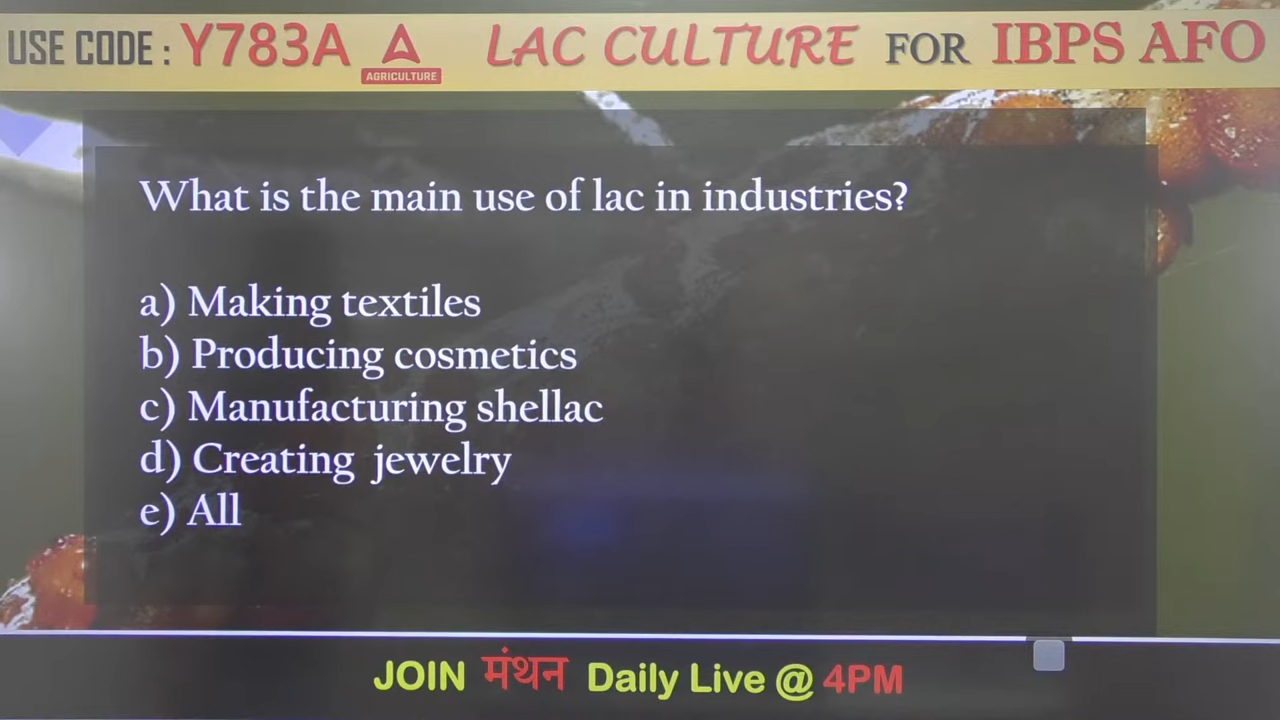 USE CODE : Y783A AGRICULTURE LAC CULTURE FOR IBPS AFO
What is the main use of lac in industries?
a) Making textiles
b) Producing cosmetics
c) Manufacturing shellac
d) Creating jewelry
e) All
JOIN मंथन Daily Live @ 4PM